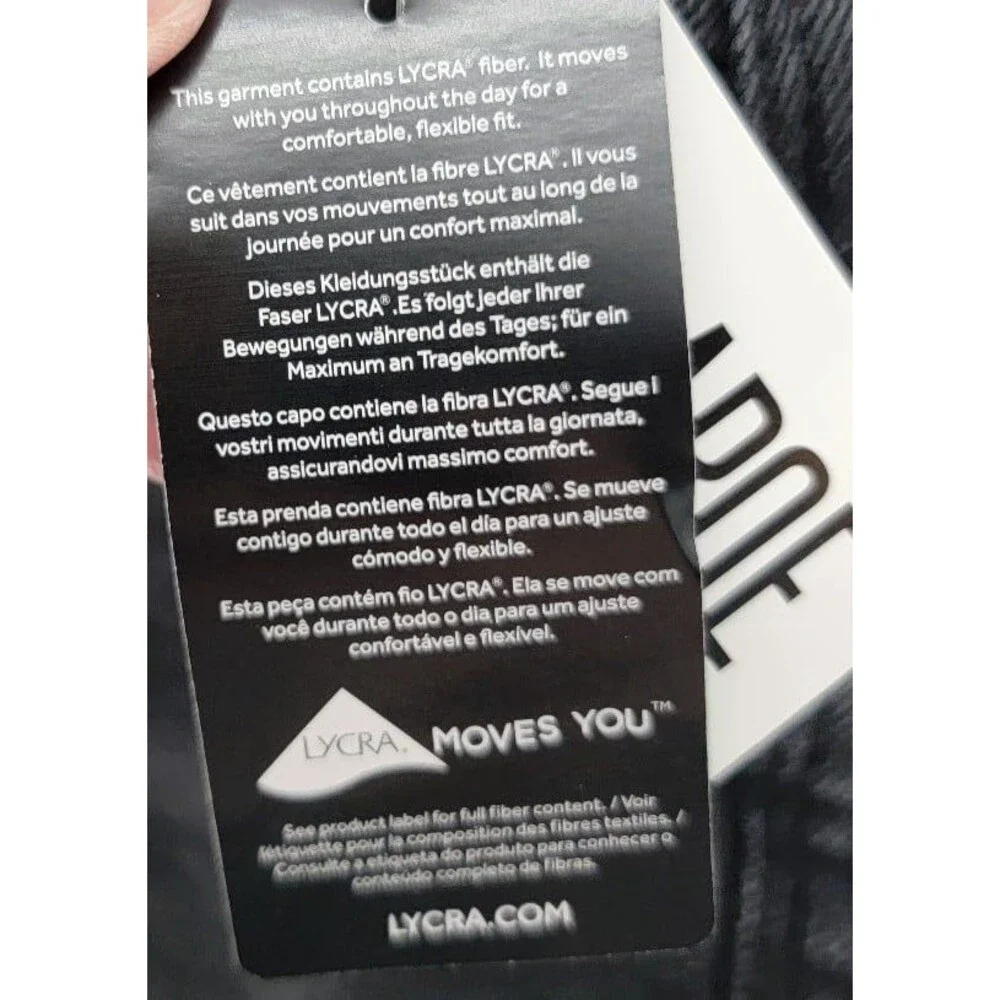 This garment contains LYCRA® fiber. It moves
with you throughout the day for a
comfortable, flexible fit.
Ce vêtement contient la fibre LYCRA®. Il vous
suit dans vos mouvements tout au long de la
journée pour un confort maximal.
Dieses Kleidungsstück enthält die
Faser LYCRA®.Es folgt jeder Ihrer
Bewegungen während des Tages; für ein
Maximum an Tragekomfort.
Questo capo contiene la fibra LYCRA®. Segue i
vostri movimenti durante tutta la giornata,
assicurandovi massimo comfort.
Esta prenda contiene fibra LYCRA®. Se mueve
contigo durante todo el día para un ajuste
cómodo y flexible.
Esta peça contém fio LYCRA®. Ela se move com
você durante todo o dia para um ajuste
confortável e flexível.
LYCRA® MOVES YOU™
See product label for full fiber content. / Voir
l'étiquette pour la composition des fibres textiles. /
Consulte a etiqueta do produto para conhecer o
conteúdo completo de fibras.
LYCRA.COM